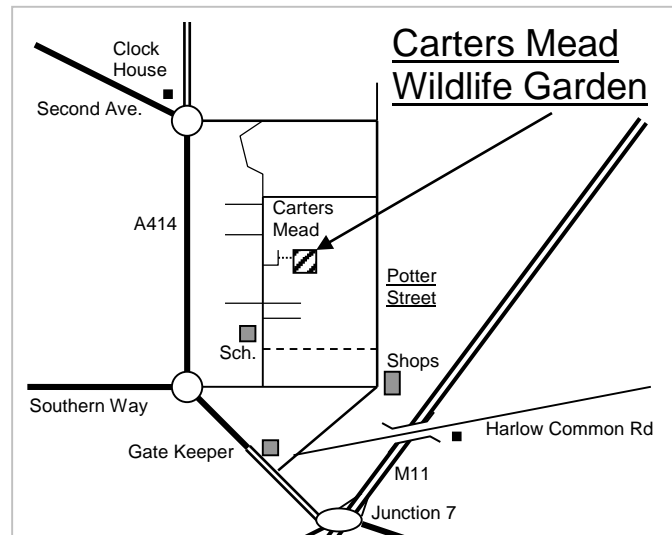 Carters Mead
Wildlife Garden
Clock
House
Second Ave.
A414
Carters
Mead
Potter
Street
Sch.
Shops
Southern Way
Gate Keeper
Harlow Common Rd
M11
Junction 7